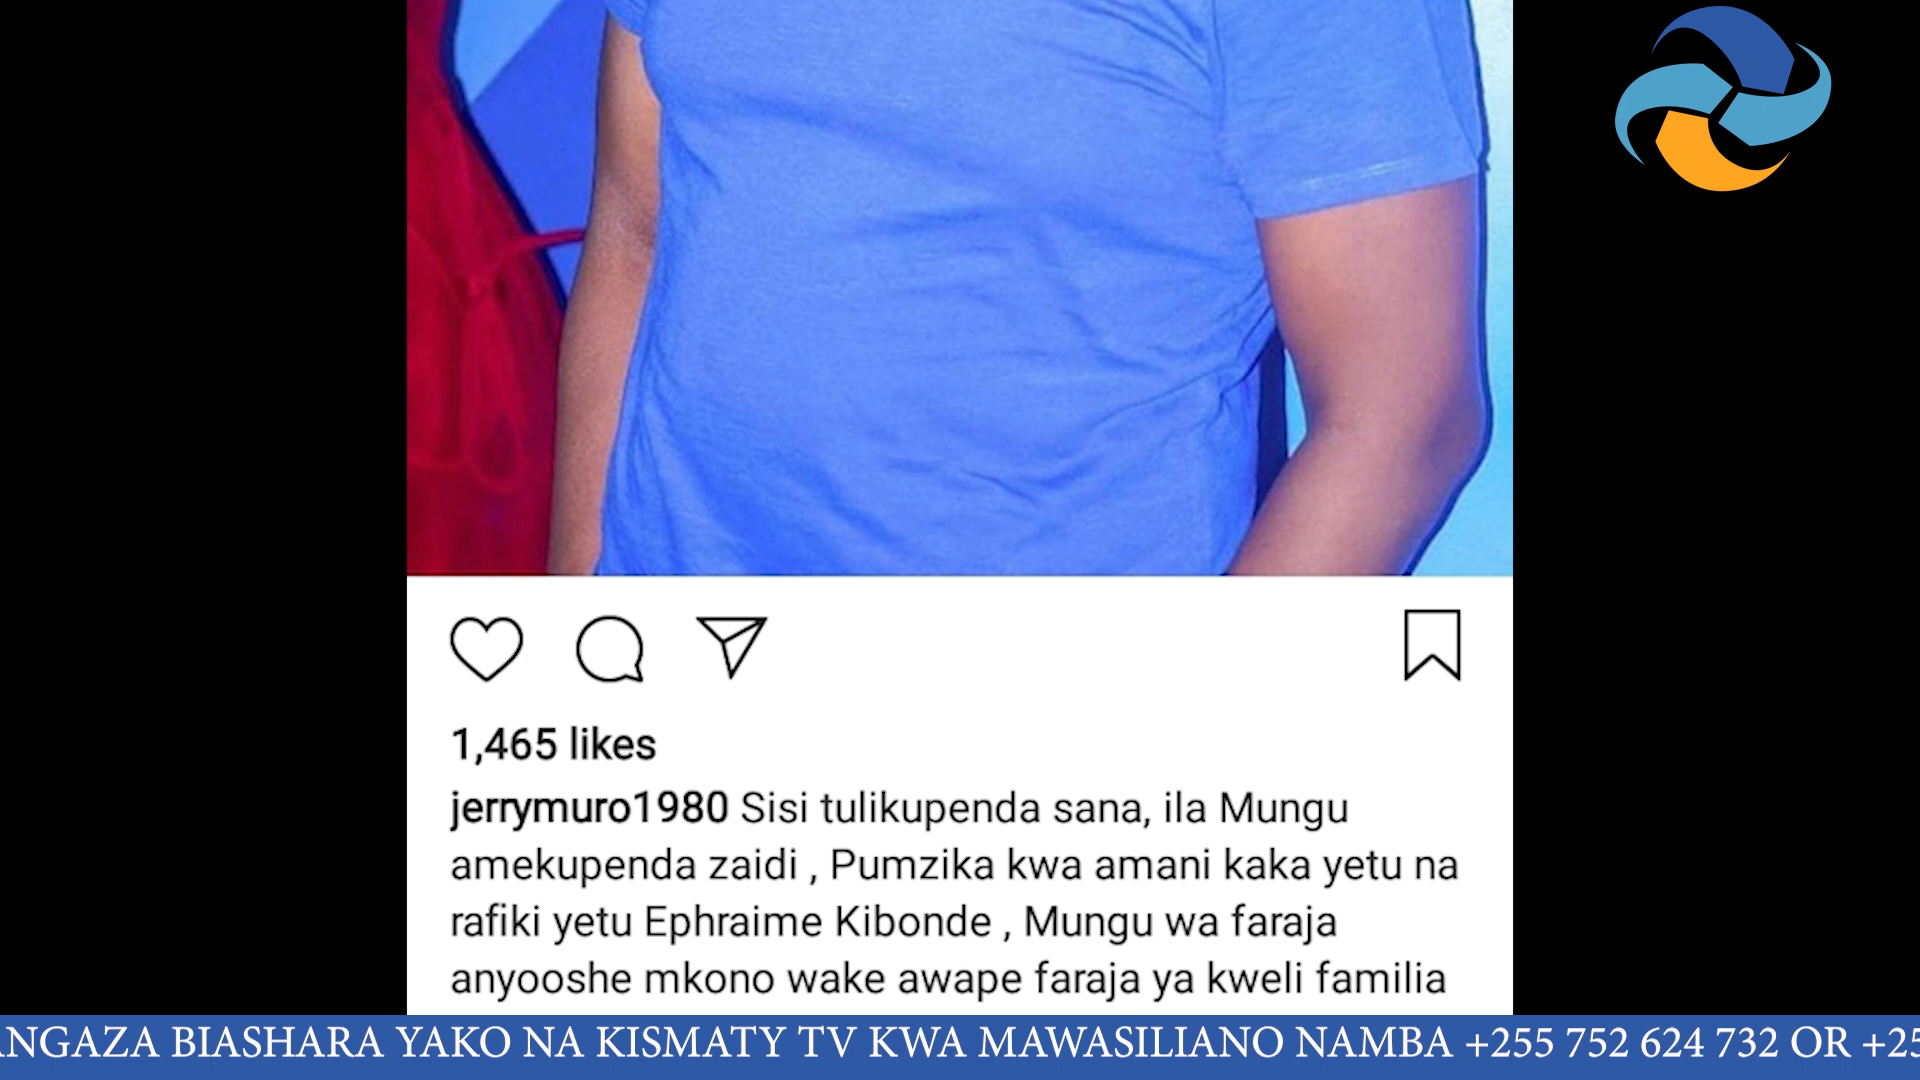 1,465 likes
jerrymuro1980 Sisi tulikupenda sana, ila Mungu
amekupenda zaidi , Pumzika kwa amani kaka yetu na
rafiki yetu Ephraime Kibonde , Mungu wa faraja
anyooshe mkono wake awape faraja ya kweli familia
NGAZA BIASHARA YAKO NA KISMATY TV KWA MAWASILIANO NAMBA +255 752 624 732 OR +25